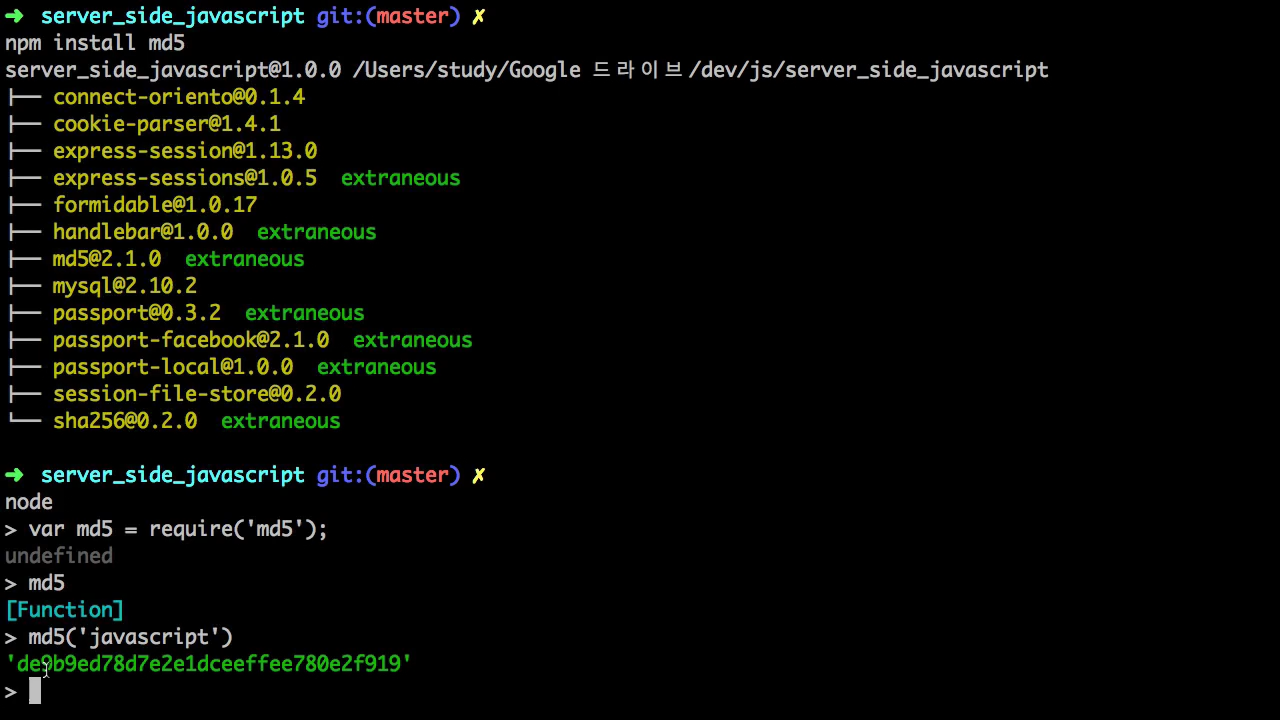 ➜ server_side_javascript git:(master) ✗
npm install md5
server_side_javascript@1.0.0 /Users/study/Google 드라이브/dev/js/server_side_javascript
├── connect-oriento@0.1.4
├── cookie-parser@1.4.1
├── express-session@1.13.0
├── express-sessions@1.0.5 extraneous
├── formidable@1.0.17
├── handlebar@1.0.0 extraneous
├── md5@2.1.0 extraneous
├── mysql@2.10.2
├── passport@0.3.2 extraneous
├── passport-facebook@2.1.0 extraneous
├── passport-local@1.0.0 extraneous
├── session-file-store@0.2.0
└── sha256@0.2.0 extraneous
➜ server_side_javascript git:(master) ✗
node
> var md5 = require('md5');
undefined
> md5
[Function]
> md5('javascript')
'de9b9ed78d7e2e1dceeffee780e2f919'
>